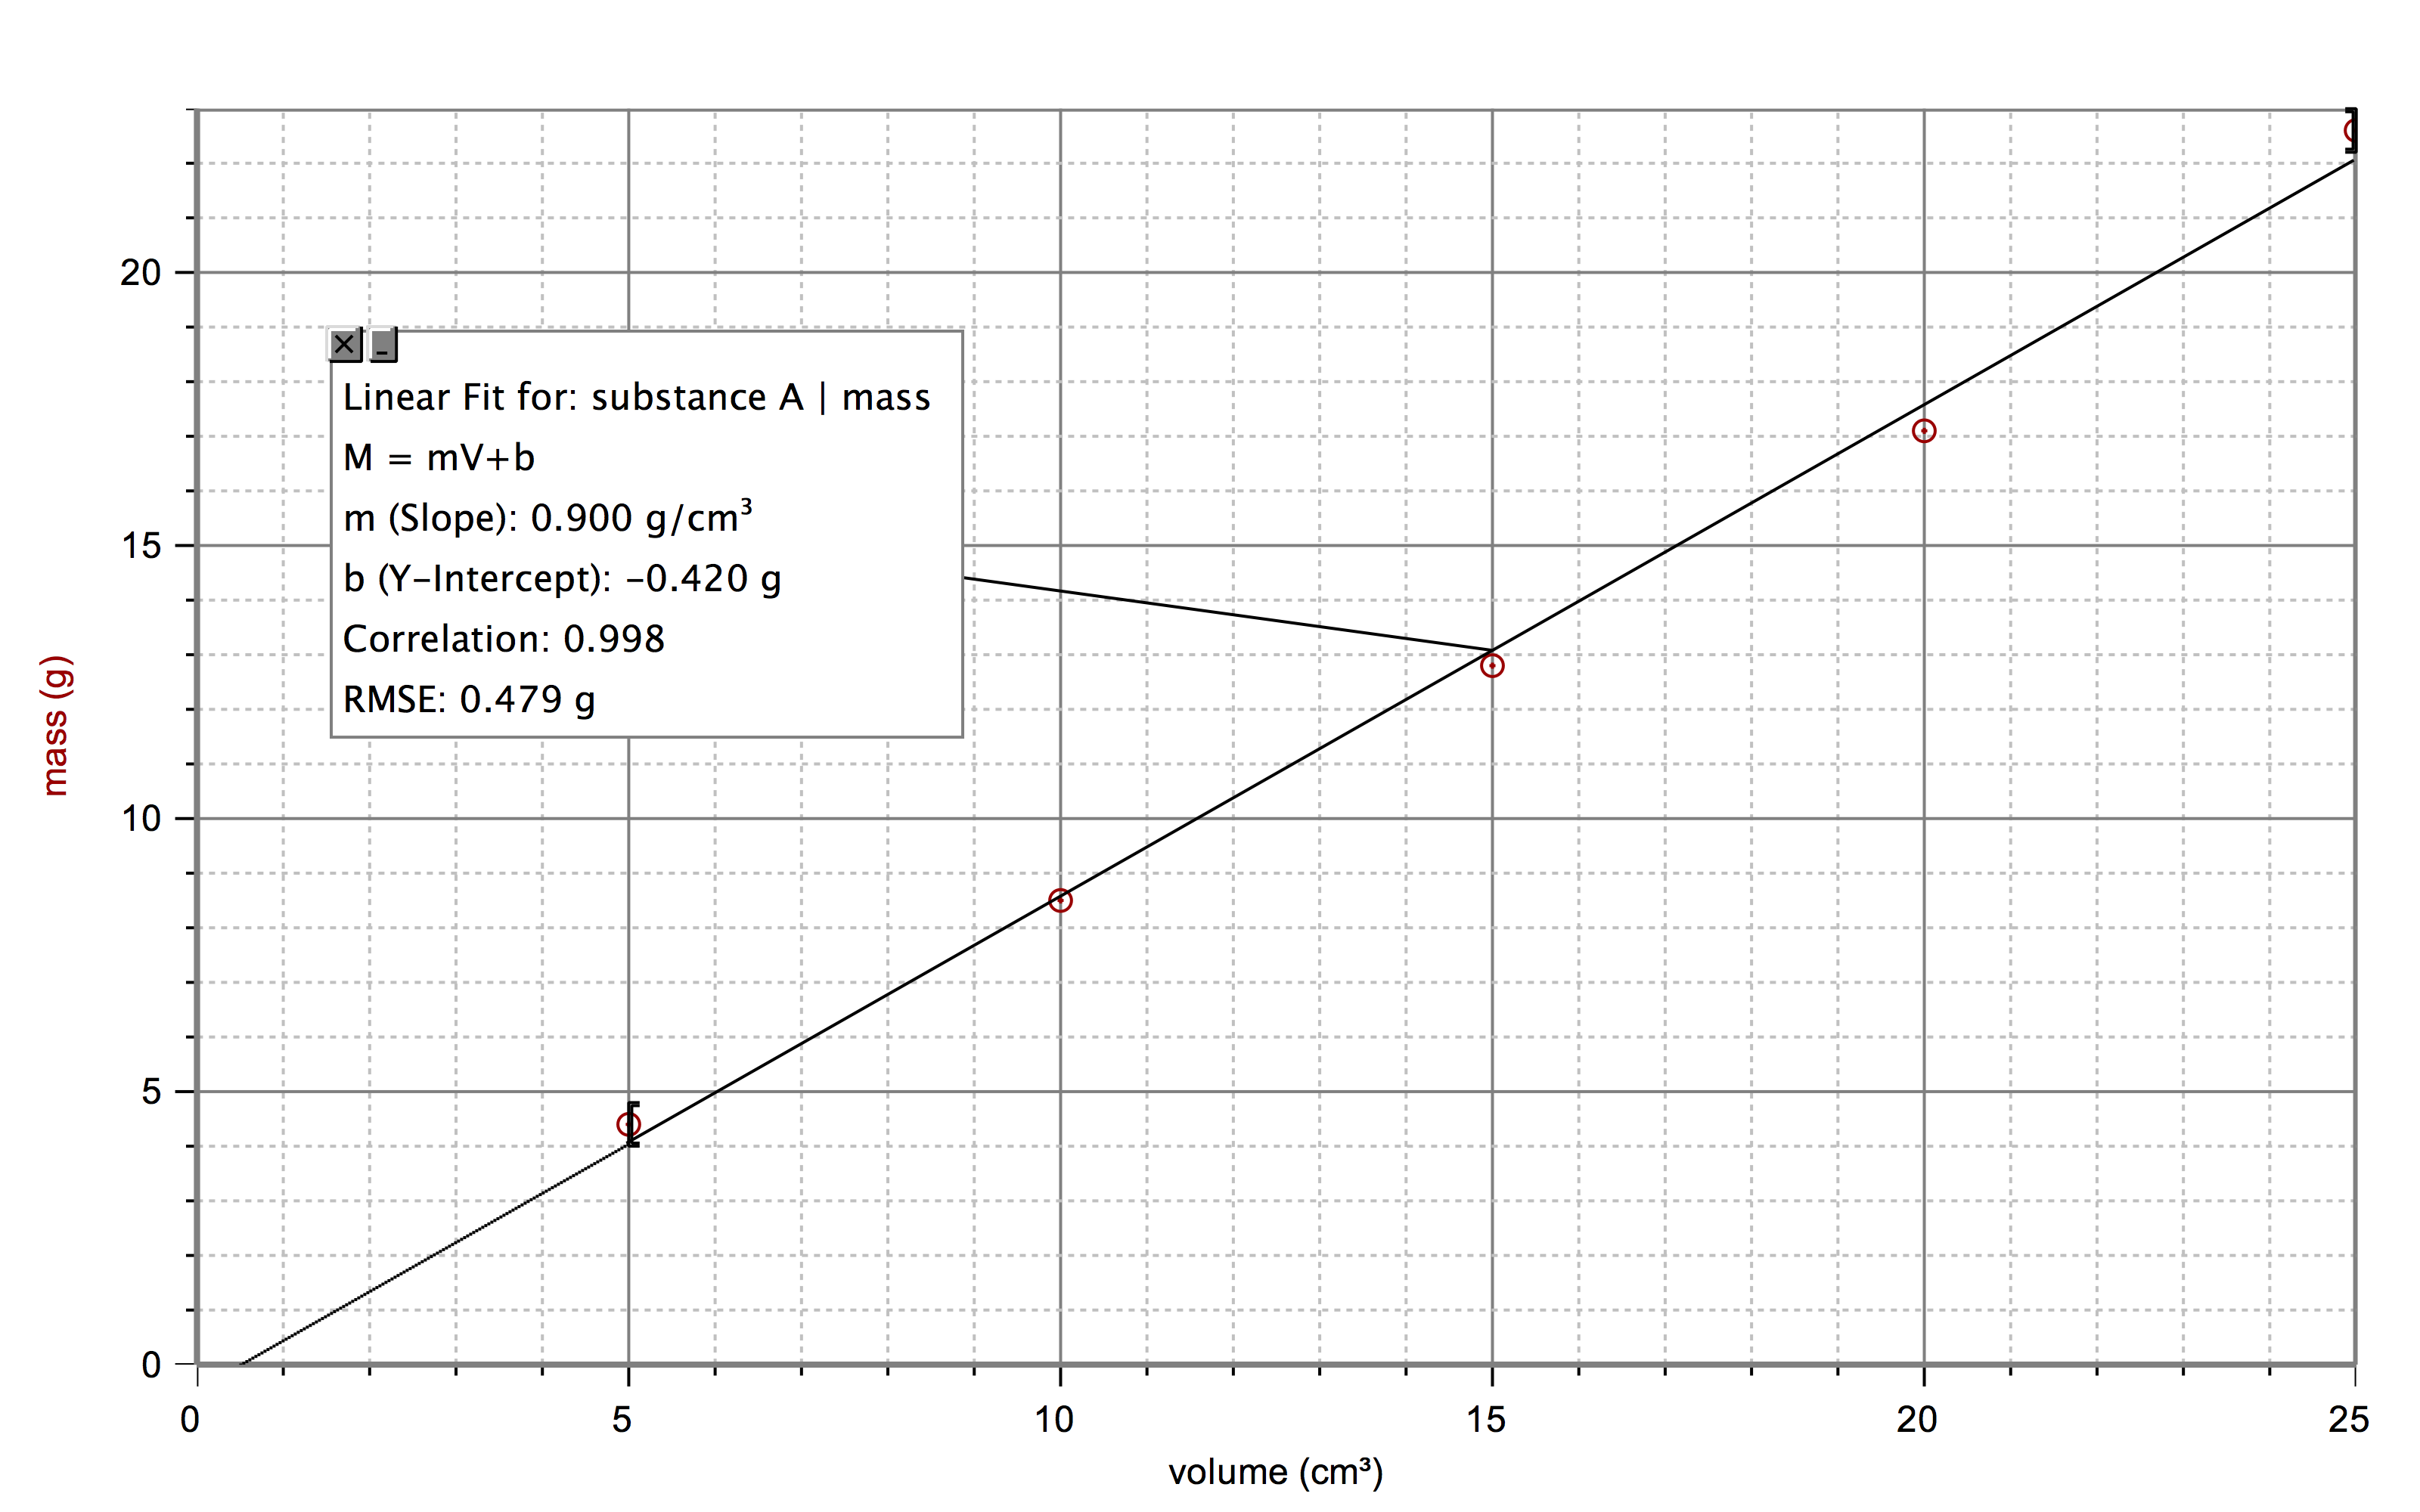 20
15
10
5
0
mass (g)
Linear Fit for: substance A | mass
M = mV+b
m (Slope): 0.900 g/cm³
b (Y-Intercept): -0.420 g
Correlation: 0.998
RMSE: 0.479 g
0 5 10 15 20 25
volume (cm³)